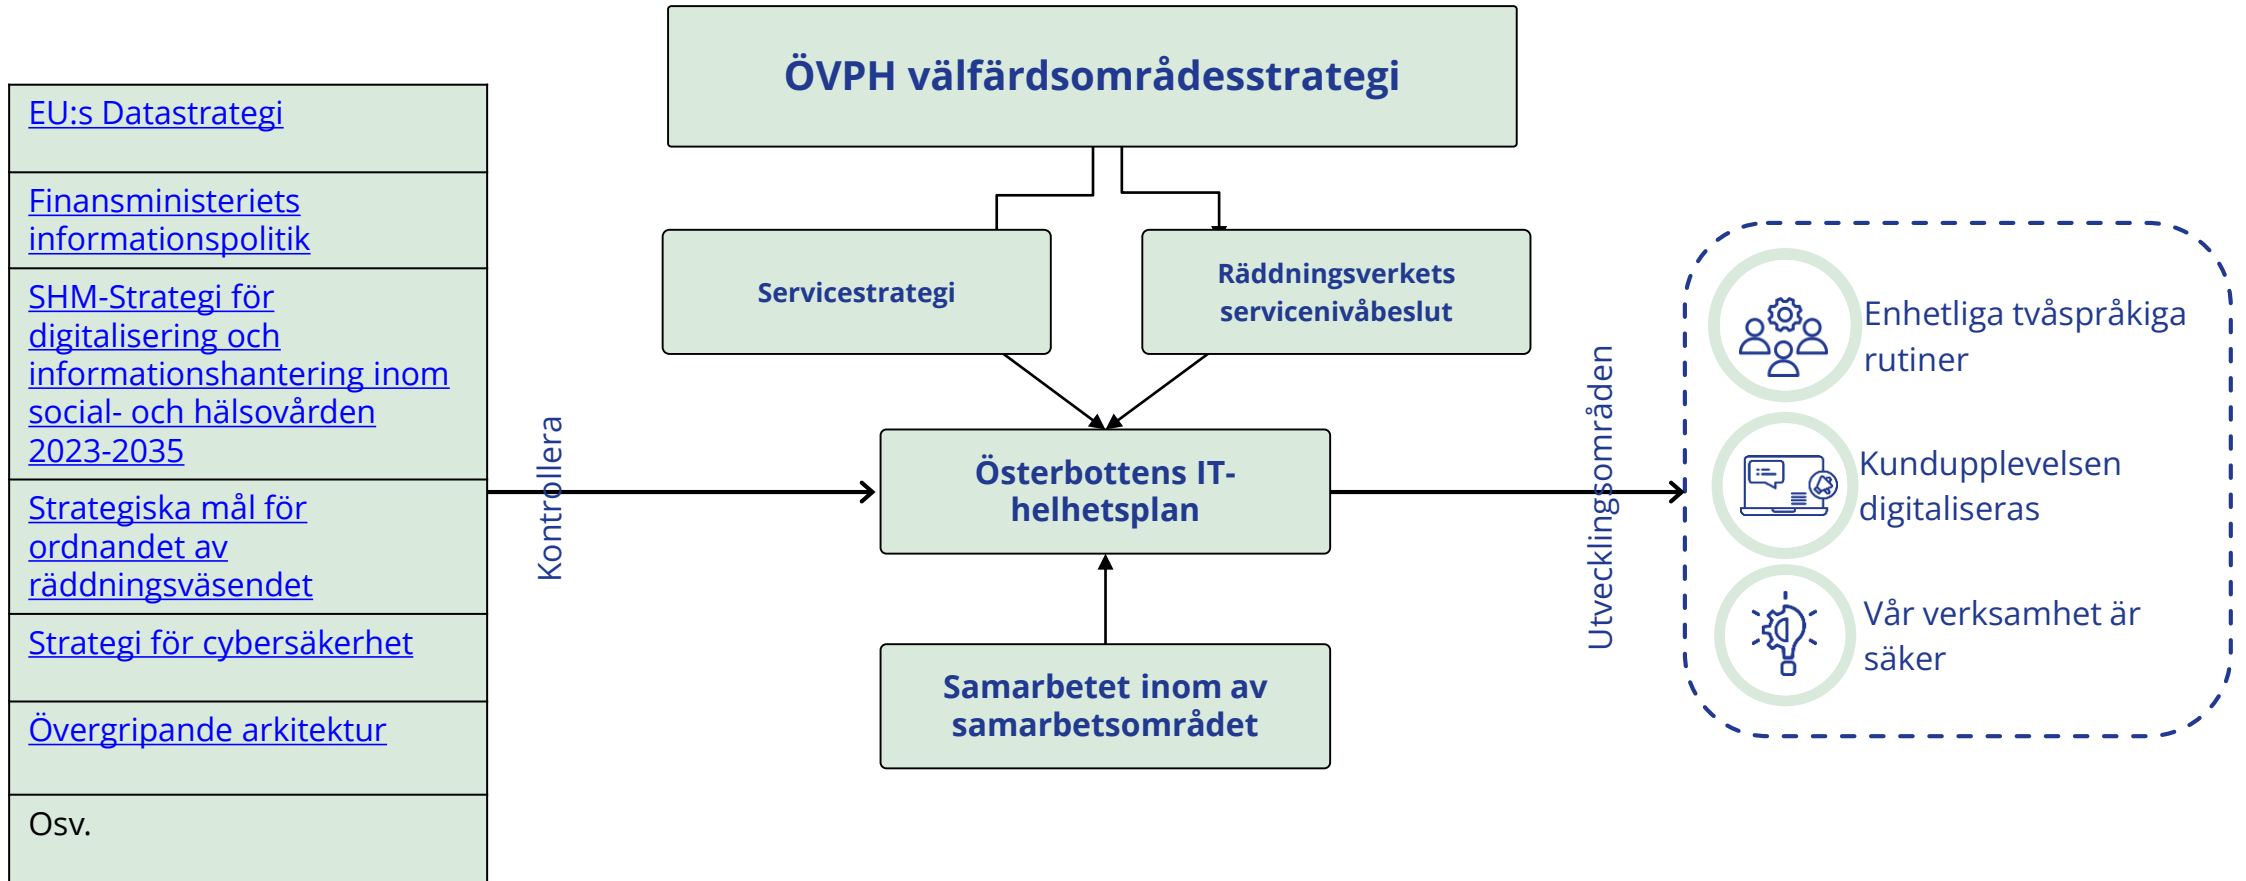 ÖVPH välfärdsområdesstrategi
EU:s Datastrategi
Finansministeriets
informationspolitik
SHM-Strategi för
digitalisering och
informationshantering inom
social- och hälsovården
2023-2035
Strategiska mål för
ordnandet av
räddningsväsendet
Strategi för cybersäkerhet
Övergripande arkitektur
Osv.
Kontrollera
Servicestrategi
Räddningsverkets
servicenivåbeslut
Österbottens IT-
helhetsplan
Samarbetet inom av
samarbetsområdet
Utvecklingsområden
Enhetliga tvåspråkiga
rutiner
Kundupplevelsen
digitaliseras
Vår verksamhet är
säker